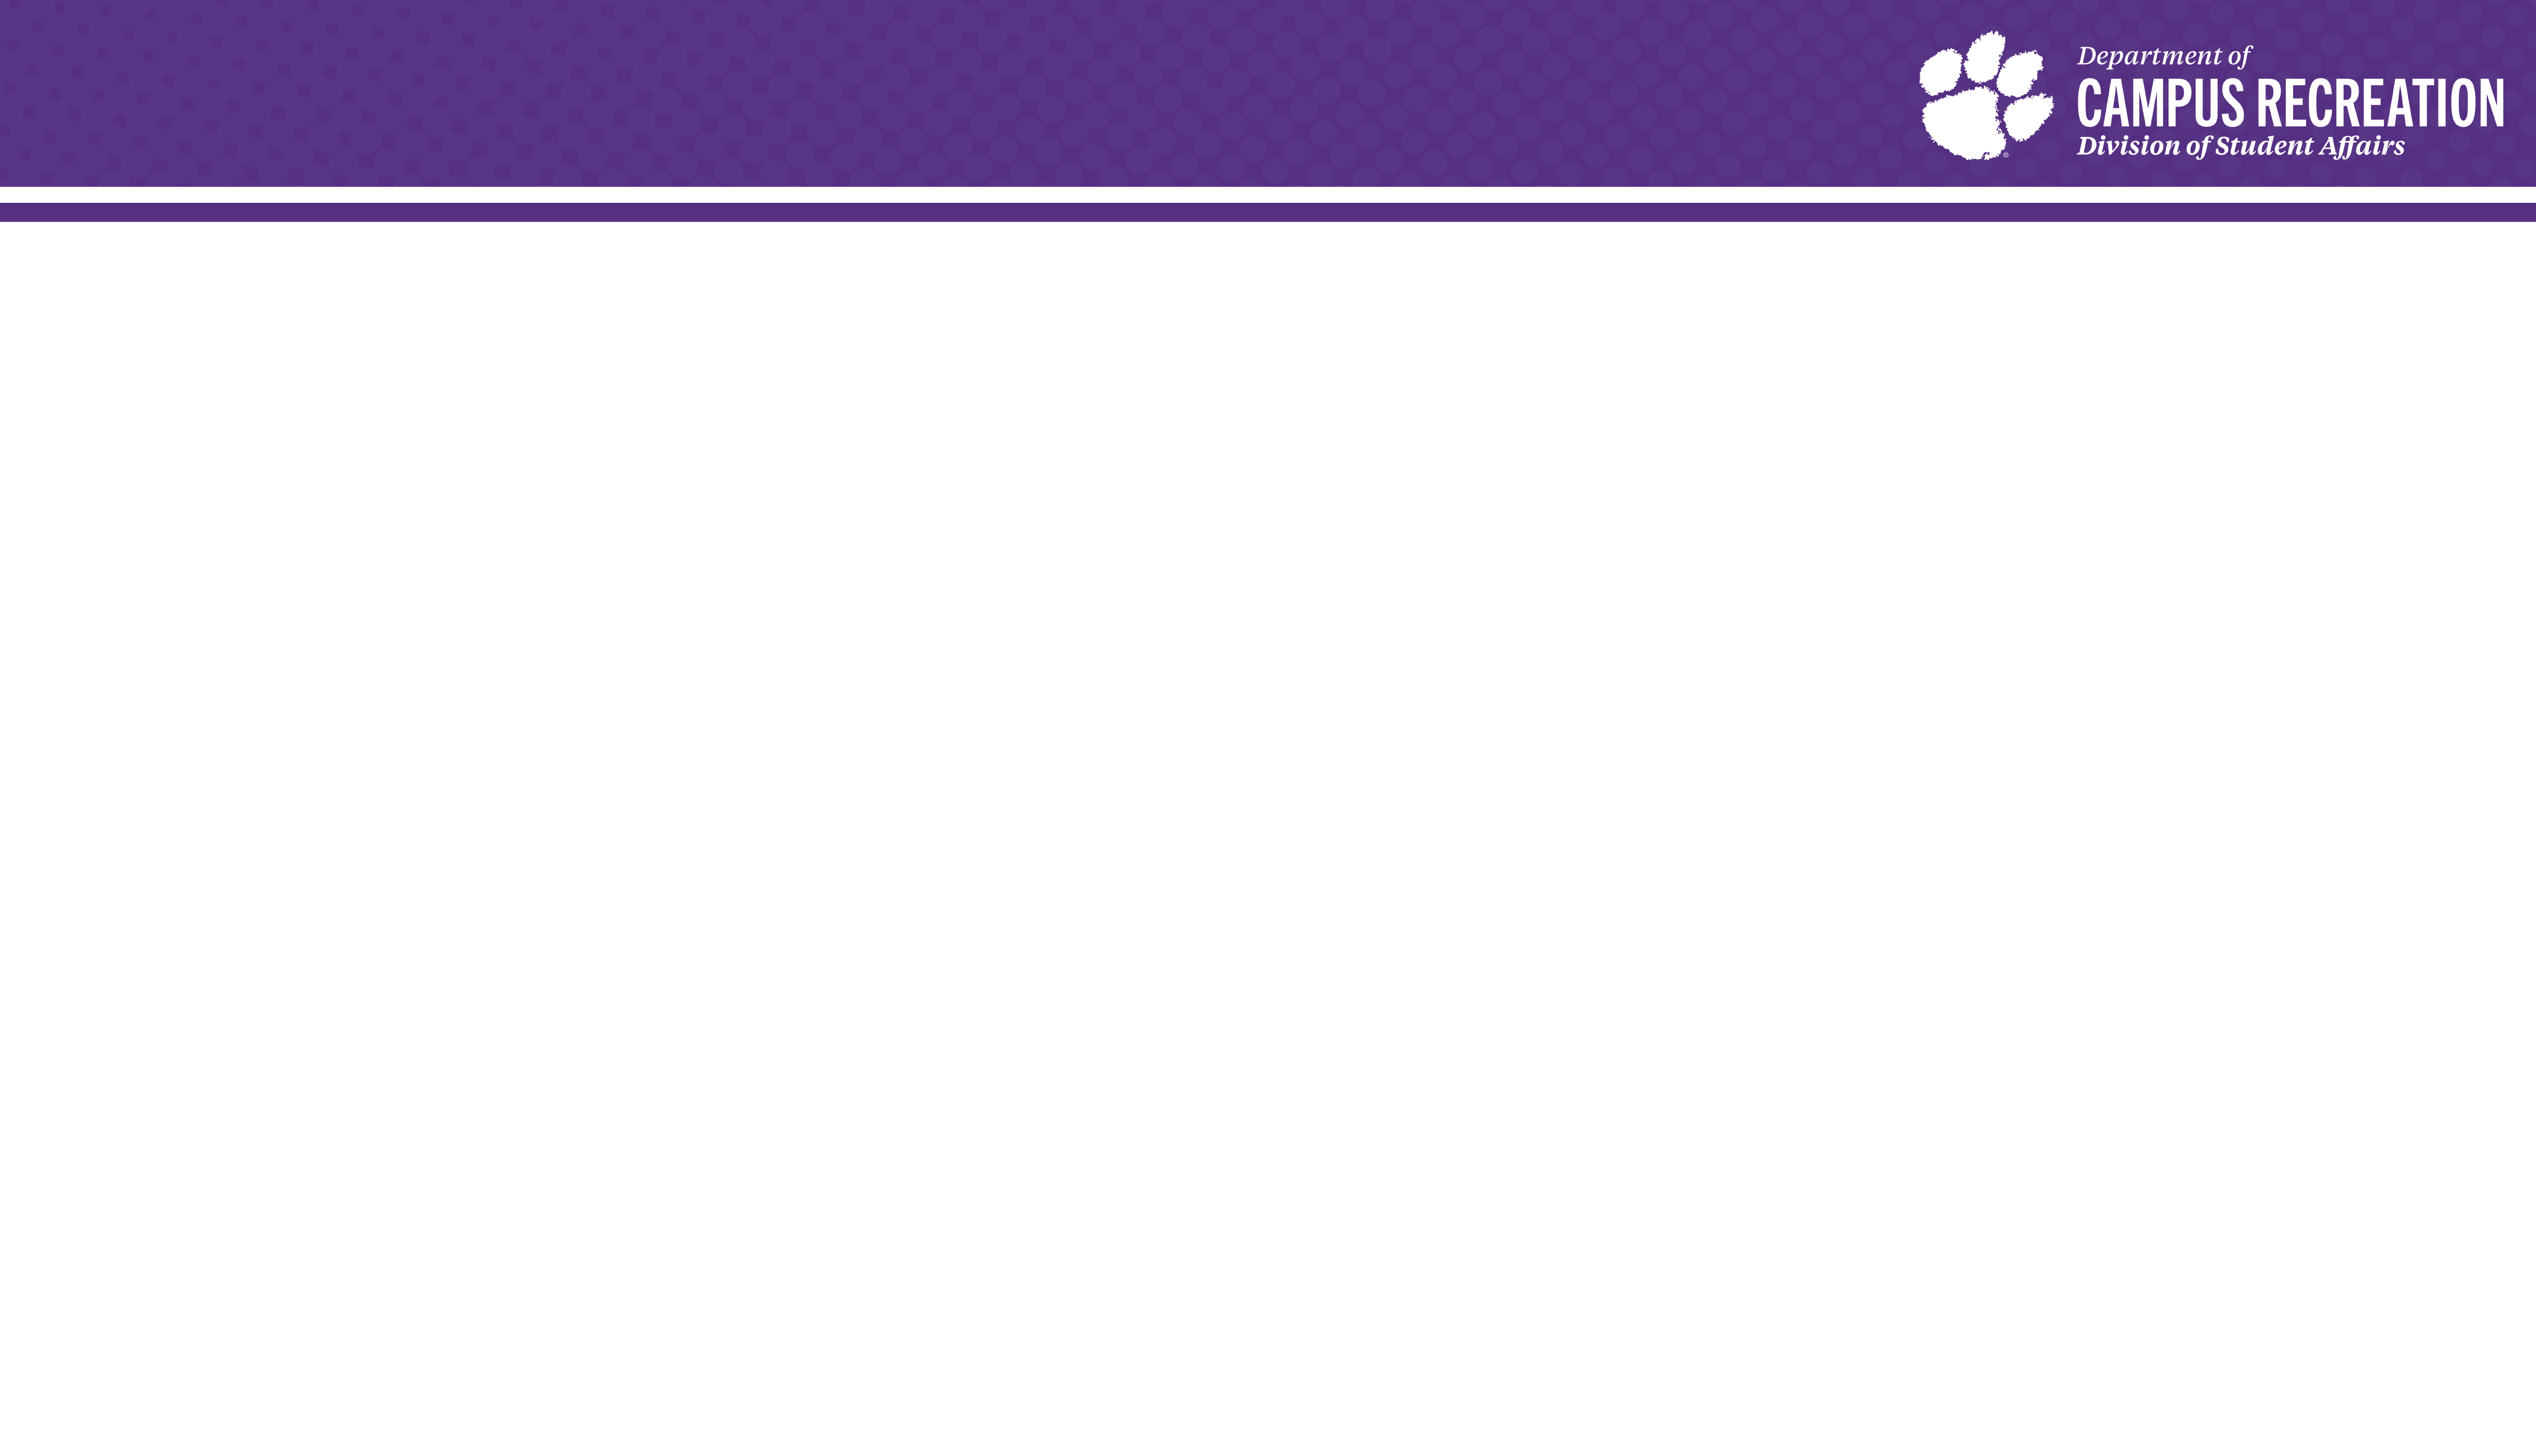 Department of
CAMPUS RECREATION
Division of Student Affairs
®